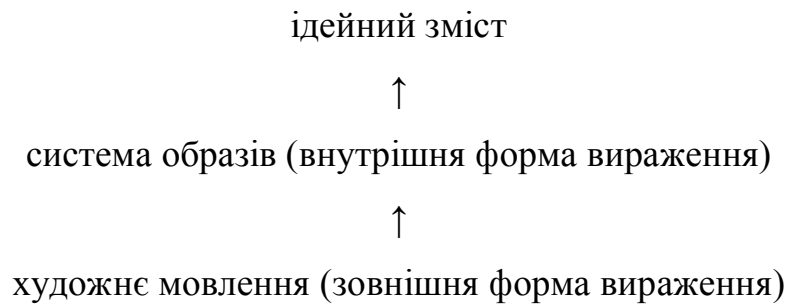 ідейний зміст
↑
система образів (внутрішня форма вираження)
↑
художнє мовлення (зовнішня форма вираження)